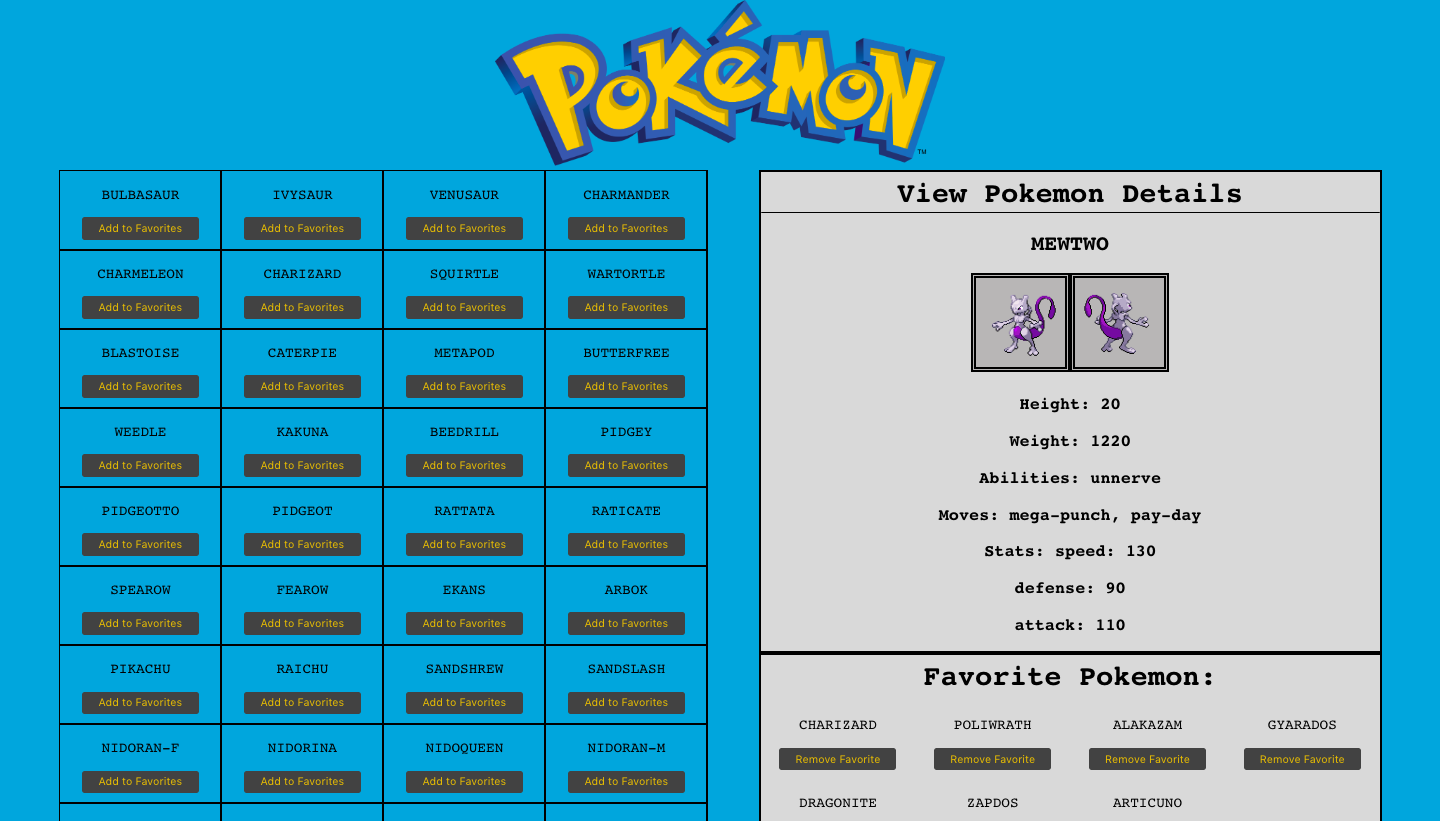 POKéMON
TM
BULBASAUR IVYSAUR VENUSAUR CHARMANDER
Add to Favorites Add to Favorites Add to Favorites Add to Favorites
CHARMELEON CHARIZARD SQUIRTLE WARTORTLE
Add to Favorites Add to Favorites Add to Favorites Add to Favorites
BLASTOISE CATERPIE METAPOD BUTTERFREE
Add to Favorites Add to Favorites Add to Favorites Add to Favorites
WEEDLE KAKUNA BEEDRILL PIDGEY
Add to Favorites Add to Favorites Add to Favorites Add to Favorites
PIDGEOTTO PIDGEOT RATTATA RATICATE
Add to Favorites Add to Favorites Add to Favorites Add to Favorites
SPEAROW FEAROW EKANS ARBOK
Add to Favorites Add to Favorites Add to Favorites Add to Favorites
PIKACHU RAICHU SANDSHREW SANDSLASH
Add to Favorites Add to Favorites Add to Favorites Add to Favorites
NIDORAN-F NIDORINA NIDOQUEEN NIDORAN-M
Add to Favorites Add to Favorites Add to Favorites Add to Favorites
View Pokemon Details
MEWTWO
Height: 20
Weight: 1220
Abilities: unnerve
Moves: mega-punch, pay-day
Stats: speed: 130
defense: 90
attack: 110
Favorite Pokemon:
CHARIZARD POLIWRATH ALAKAZAM GYARADOS
Remove Favorite Remove Favorite Remove Favorite Remove Favorite
DRAGONITE ZAPDOS ARTICUNO